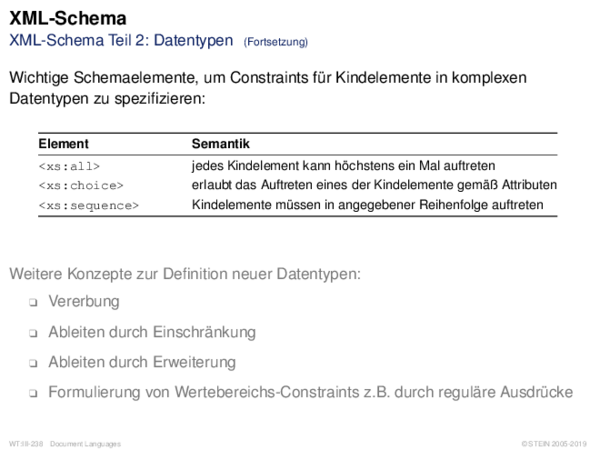 XML-Schema
XML-Schema Teil 2: Datentypen (Fortsetzung)
Wichtige Schemaelemente, um Constraints für Kindelemente in komplexen
Datentypen zu spezifizieren:
Element Semantik
<xs:all> jedes Kindelement kann höchstens ein Mal auftreten
<xs:choice> erlaubt das Auftreten eines der Kindelemente gemäß Attributen
<xs:sequence> Kindelemente müssen in angegebener Reihenfolge auftreten
Weitere Konzepte zur Definition neuer Datentypen:
❑ Vererbung
❑ Ableiten durch Einschränkung
❑ Ableiten durch Erweiterung
❑ Formulierung von Wertebereichs-Constraints z.B. durch reguläre Ausdrücke
WT:III-238 Document Languages © STEIN 2005-2019